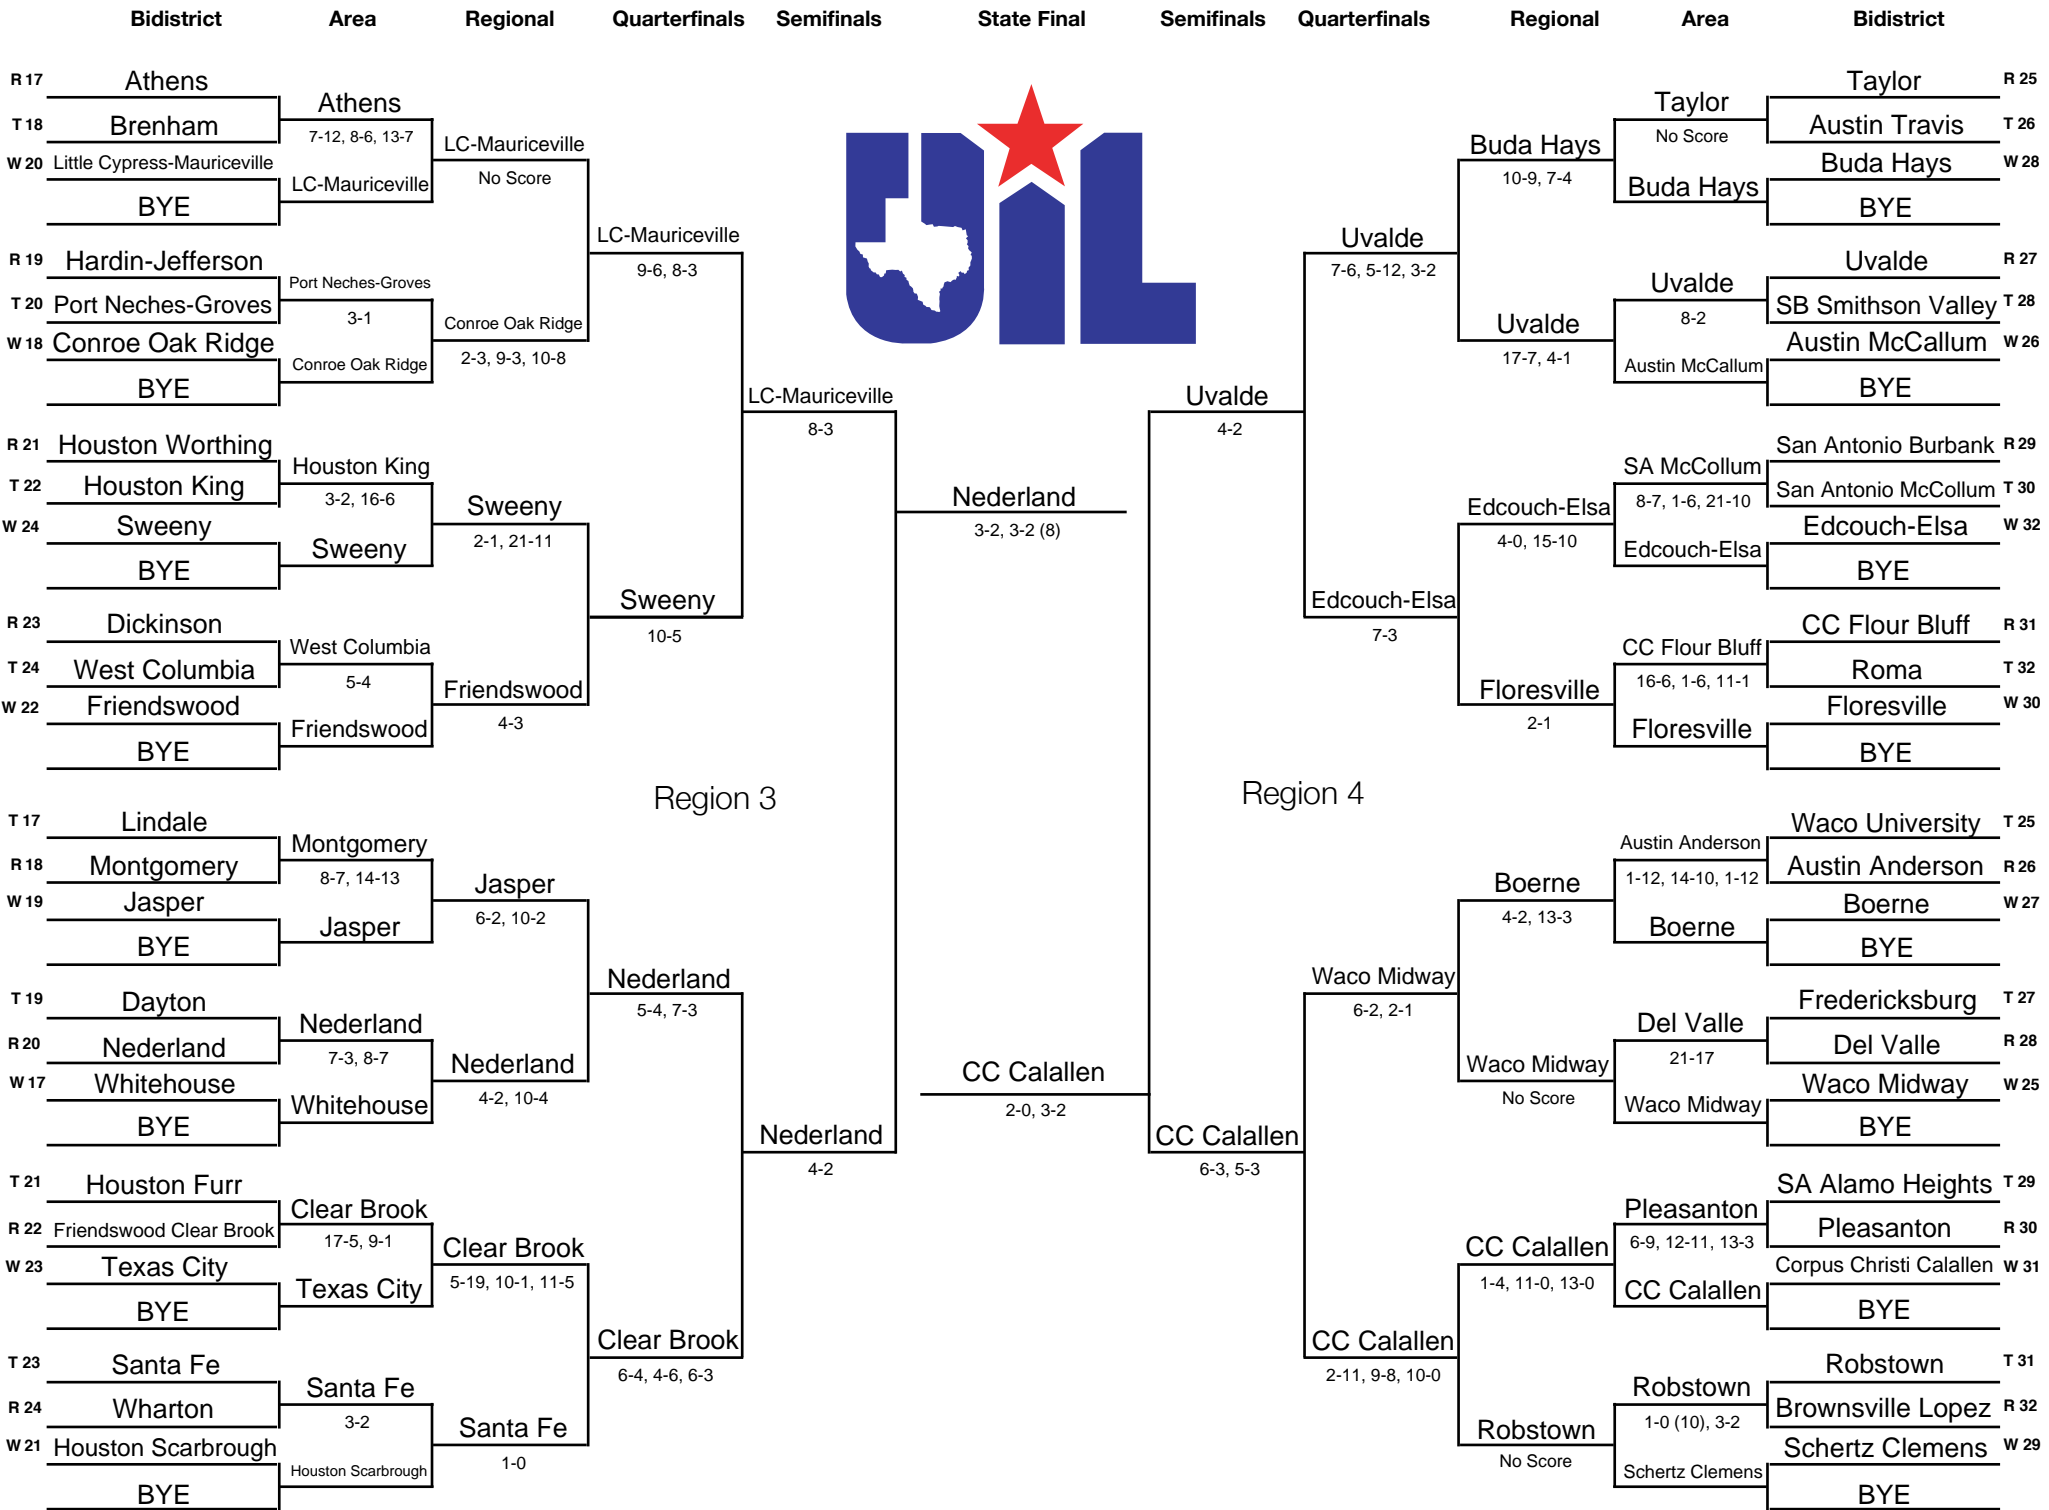 Bidistrict Area Regional Quarterfinals Semifinals State Final Semifinals Quarterfinals Regional Area Bidistrict
R 17 Athens
T 18 Brenham
W 20 Little Cypress-Mauriceville
BYE
R 19 Hardin-Jefferson
T 20 Port Neches-Groves
W 18 Conroe Oak Ridge
BYE
R 21 Houston Worthing
T 22 Houston King
W 24 Sweeny
BYE
R 23 Dickinson
T 24 West Columbia
W 22 Friendswood
BYE
T 17 Lindale
R 18 Montgomery
W 19 Jasper
BYE
T 19 Dayton
R 20 Nederland
W 17 Whitehouse
BYE
T 21 Houston Furr
R 22 Friendswood Clear Brook
W 23 Texas City
BYE
T 23 Santa Fe
R 24 Wharton
W 21 Houston Scarbrough
BYE
Athens
7-12, 8-6, 13-7
LC-Mauriceville
Port Neches-Groves
3-1
Conroe Oak Ridge
Houston King
3-2, 16-6
Sweeny
West Columbia
5-4
Friendswood
Montgomery
8-7, 14-13
Jasper
Nederland
7-3, 8-7
Whitehouse
Clear Brook
17-5, 9-1
Texas City
Santa Fe
3-2
Houston Scarbrough
LC-Mauriceville
No Score
Conroe Oak Ridge
2-3, 9-3, 10-8
Sweeny
2-1, 21-11
Friendswood
4-3
Jasper
6-2, 10-2
Nederland
4-2, 10-4
Clear Brook
5-19, 10-1, 11-5
Santa Fe
1-0
LC-Mauriceville
9-6, 8-3
Sweeny
10-5
Region 3
Nederland
5-4, 7-3
Clear Brook
6-4, 4-6, 6-3
LC-Mauriceville
8-3
Nederland
4-2
UIL
Nederland
3-2, 3-2 (8)
CC Calallen
2-0, 3-2
Uvalde
4-2
CC Calallen
6-3, 5-3
Uvalde
7-6, 5-12, 3-2
Edcouch-Elsa
7-3
Region 4
Waco Midway
6-2, 2-1
CC Calallen
2-11, 9-8, 10-0
Buda Hays
10-9, 7-4
Uvalde
17-7, 4-1
Edcouch-Elsa
4-0, 15-10
Floresville
2-1
Boerne
4-2, 13-3
Waco Midway
No Score
CC Calallen
1-4, 11-0, 13-0
Robstown
No Score
Taylor
No Score
Buda Hays
Uvalde
8-2
Austin McCallum
SA McCollum
8-7, 1-6, 21-10
Edcouch-Elsa
CC Flour Bluff
16-6, 1-6, 11-1
Floresville
Austin Anderson
1-12, 14-10, 1-12
Boerne
Del Valle
21-17
Waco Midway
Pleasanton
6-9, 12-11, 13-3
CC Calallen
Robstown
1-0 (10), 3-2
Schertz Clemens
Taylor R 25
Austin Travis T 26
Buda Hays W 28
BYE
Uvalde R 27
SB Smithson Valley T 28
Austin McCallum W 26
BYE
San Antonio Burbank R 29
San Antonio McCollum T 30
Edcouch-Elsa W 32
BYE
CC Flour Bluff R 31
Roma T 32
Floresville W 30
BYE
Waco University T 25
Austin Anderson R 26
Boerne W 27
BYE
Fredericksburg T 27
Del Valle R 28
Waco Midway W 25
BYE
SA Alamo Heights T 29
Pleasanton R 30
Corpus Christi Calallen W 31
BYE
Robstown T 31
Brownsville Lopez R 32
Schertz Clemens W 29
BYE